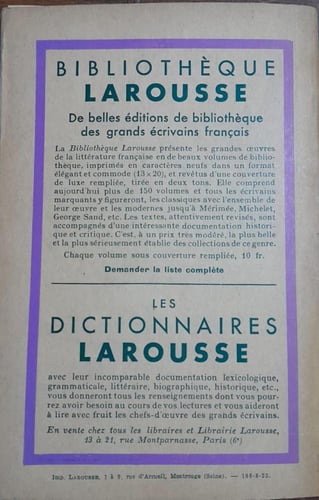 BIBLIOTHÈQUE
LAROUSSE
De belles éditions de bibliothèque
des grands écrivains français
La Bibliothèque Larousse présente les grandes œuvres
de la littérature française en de beaux volumes de biblio-
thèque, imprimés en caractères neufs dans un format
élégant et commode (13×20), et revêtus d'une couverture
de luxe rempliée, tirée en deux tons. Elle comprend
aujourd'hui plus de 150 volumes et tous les écrivains
marquants y figureront, les classiques avec l'ensemble de
leur œuvre et les modernes jusqu'à Mérimée, Michelet,
George Sand, etc. Les textes, attentivement revisés, sont
accompagnés d'une intéressante documentation histori-
que et critique. C'est, à un prix très modéré, la plus belle
et la plus sérieusement établie des collections de ce genre.
Chaque volume sous couverture rempliée, 10 fr.
Demander la liste complète
LES
DICTIONNAIRES
LAROUSSE
avec leur incomparable documentation lexicologique,
grammaticale, littéraire, biographique, historique, etc.,
vous donneront tous les renseignements dont vous pour-
rez avoir besoin au cours de vos lectures et vous aideront
à lire avec fruit les chefs-d'œuvre des grands écrivains.
En vente chez tous les libraires et Librairie Larousse,
13 à 21, rue Montparnasse, Paris (6ᵉ)
IMP. LAROUSSE, 1 à 9, rue d'Arcueil, Montrouge (Seine). —